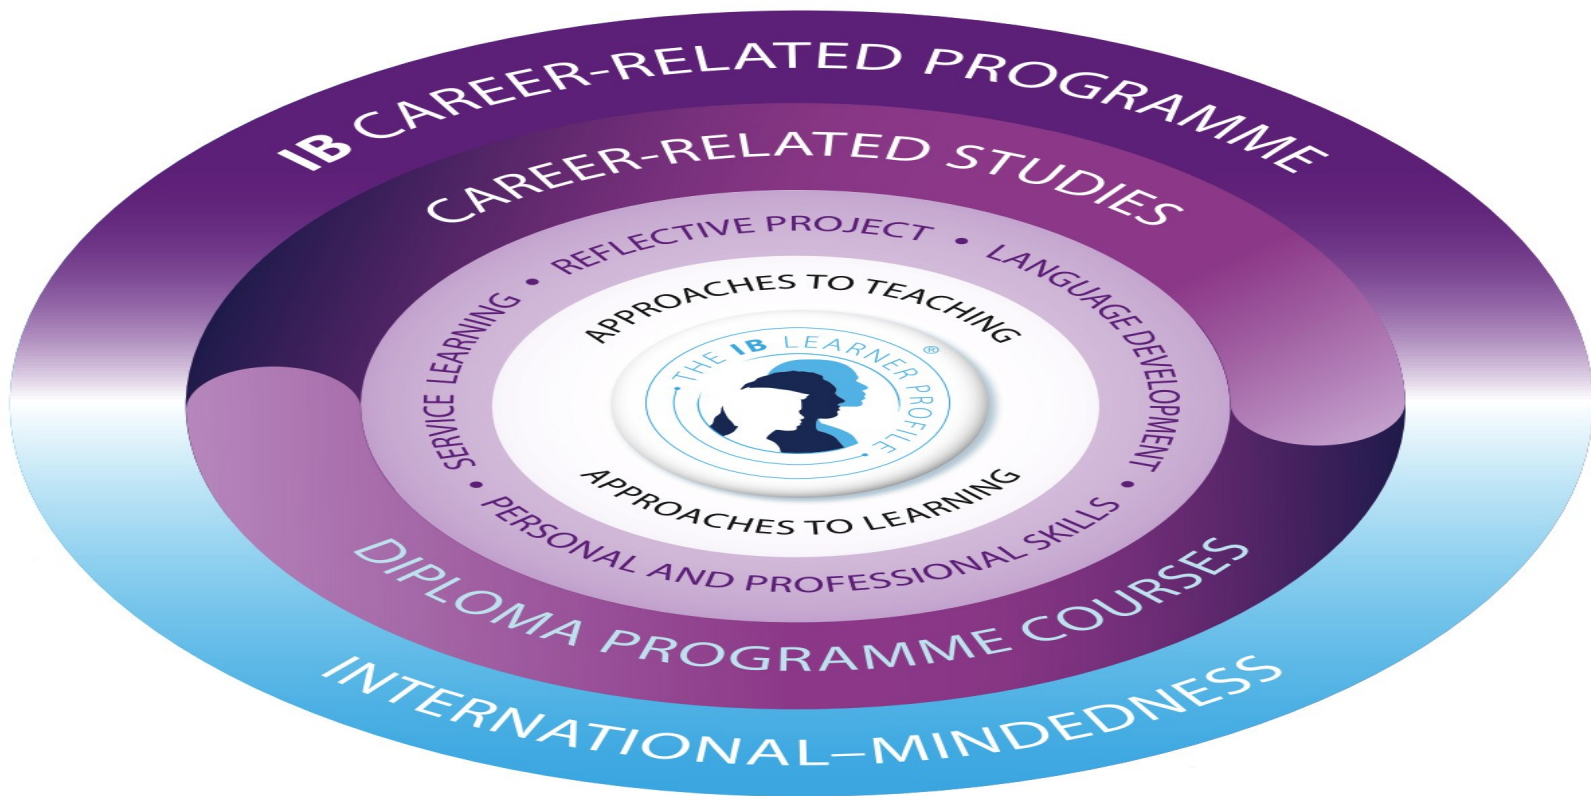 IB CAREER-RELATED PROGRAMME
CAREER-RELATED STUDIES
SERVICE LEARNING • REFLECTIVE PROJECT • LANGUAGE DEVELOPMENT •
APPROACHES TO TEACHING
THE IB LEARNER PROFILE ®
APPROACHES TO LEARNING
• PERSONAL AND PROFESSIONAL SKILLS
DIPLOMA PROGRAMME COURSES
INTERNATIONAL–MINDEDNESS